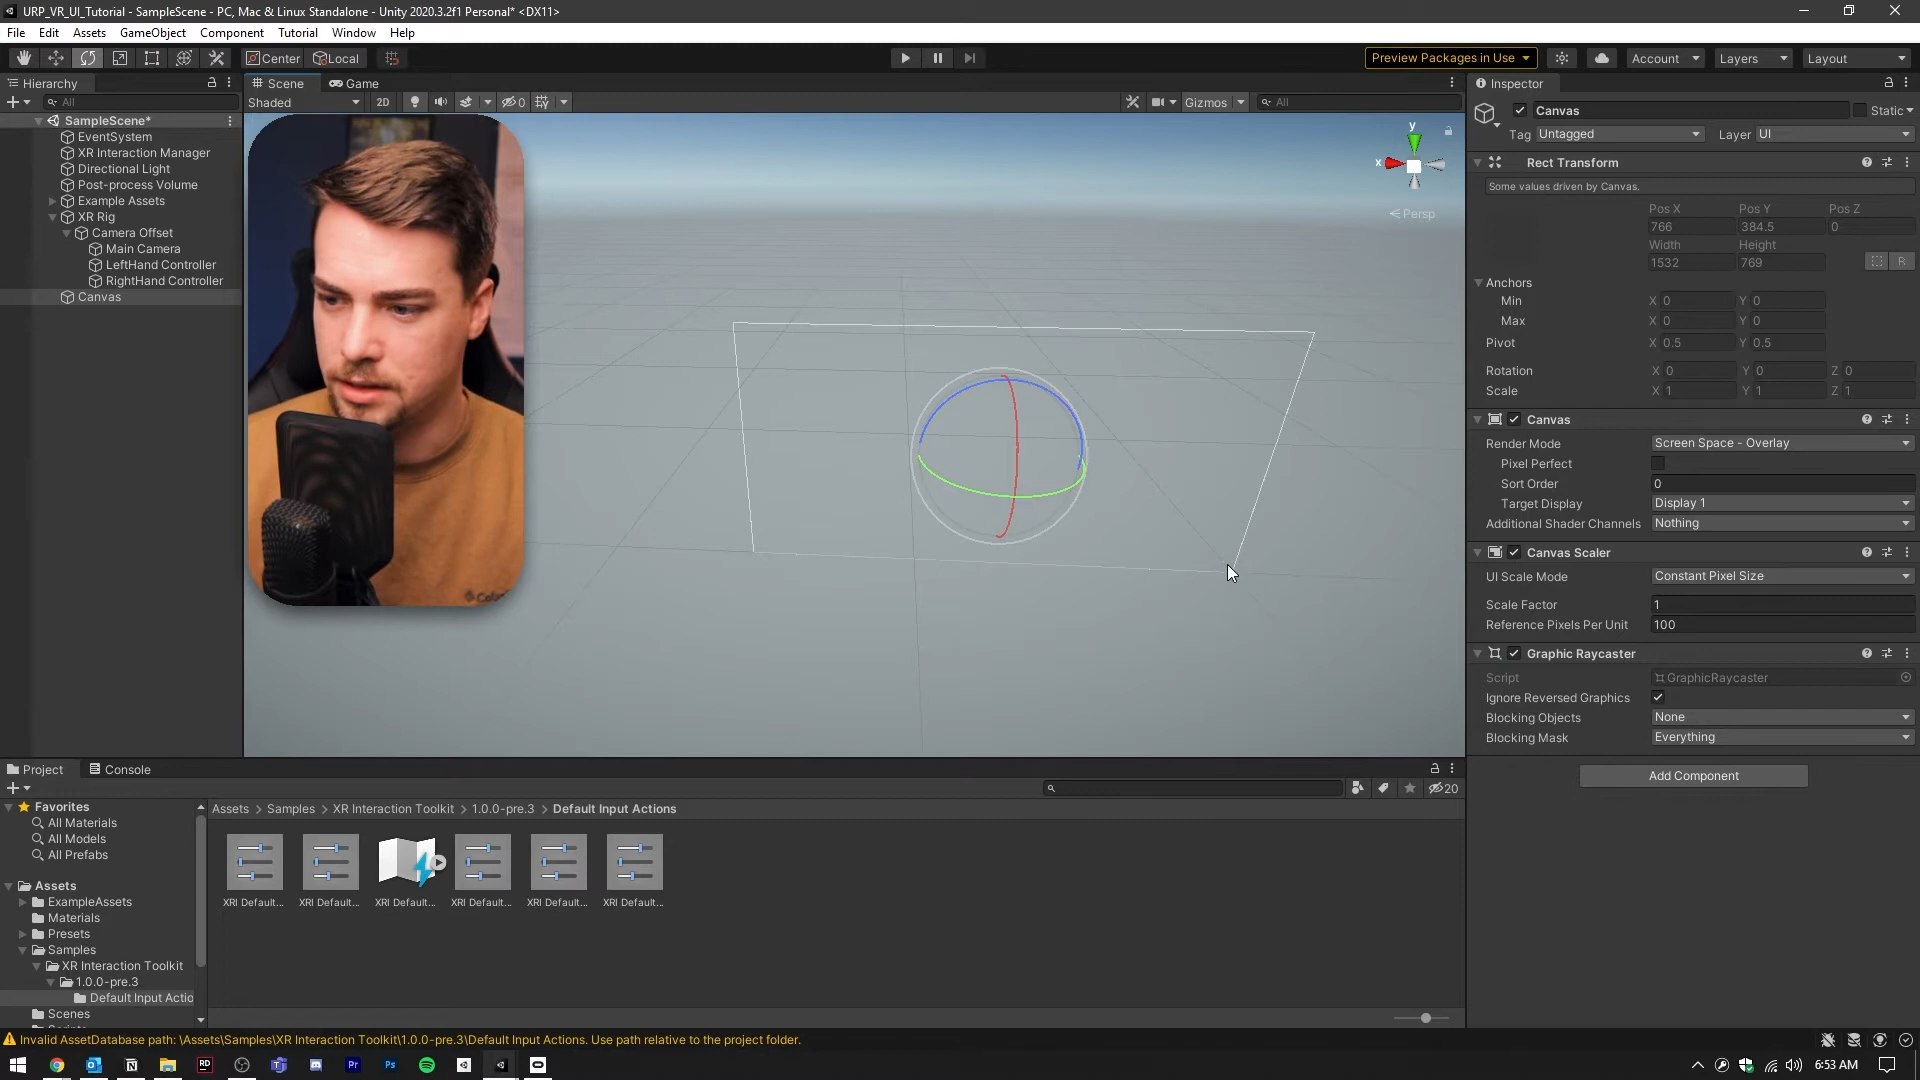 URP_VR_UI_Tutorial - SampleScene - PC, Mac & Linux Standalone - Unity 2020.3.2f1 Personal* <DX11>
File Edit Assets GameObject Component Tutorial Window Help
Center Local Preview Packages in Use Account Layers Layout
Hierarchy
All
SampleScene*
EventSystem
XR Interaction Manager
Directional Light
Post-process Volume
Example Assets
XR Rig
Camera Offset
Main Camera
LeftHand Controller
RightHand Controller
Canvas
Scene Game
Shaded 2D 0 Gizmos All
y
x
Persp
Inspector
Canvas Static
Tag Untagged Layer UI
Rect Transform
Some values driven by Canvas.
Pos X Pos Y Pos Z
766 384.5 0
Width Height
1532 769 R
Anchors
Min X 0 Y 0
Max X 0 Y 0
Pivot X 0.5 Y 0.5
Rotation X 0 Y 0 Z 0
Scale X 1 Y 1 Z 1
Canvas
Render Mode Screen Space - Overlay
Pixel Perfect
Sort Order 0
Target Display Display 1
Additional Shader Channels Nothing
Canvas Scaler
UI Scale Mode Constant Pixel Size
Scale Factor 1
Reference Pixels Per Unit 100
Graphic Raycaster
Script GraphicRaycaster
Ignore Reversed Graphics
Blocking Objects None
Blocking Mask Everything
Add Component
Project Console
20
Favorites
All Materials
All Models
All Prefabs
Assets
ExampleAssets
Materials
Presets
Samples
XR Interaction Toolkit
1.0.0-pre.3
Default Input Actio
Scenes
Assets > Samples > XR Interaction Toolkit > 1.0.0-pre.3 > Default Input Actions
XRI Default... XRI Default... XRI Default... XRI Default... XRI Default... XRI Default...
Invalid AssetDatabase path: \Assets\Samples\XR Interaction Toolkit\1.0.0-pre.3\Default Input Actions. Use path relative to the project folder.
RD Pr Ps 6:53 AM